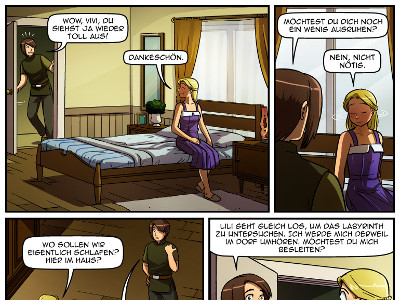 WOW, VIVI, DU
SIEHST JA WIEDER
TOLL AUS!
DANKESCHÖN.
MÖCHTEST DU DICH NOCH
EIN WENIG AUSRUHEN?
NEIN, NICHT
NÖTIG.
WO SOLLEN WIR
EIGENTLICH SCHLAFEN?
HIER IM HAUS?
LILI GEHT GLEICH LOS, UM DAS LABYRINTH
ZU UNTERSUCHEN. ICH WERDE MICH DERWEIL
IM DORF UMHÖREN. MÖCHTEST DU MICH
BEGLEITEN?